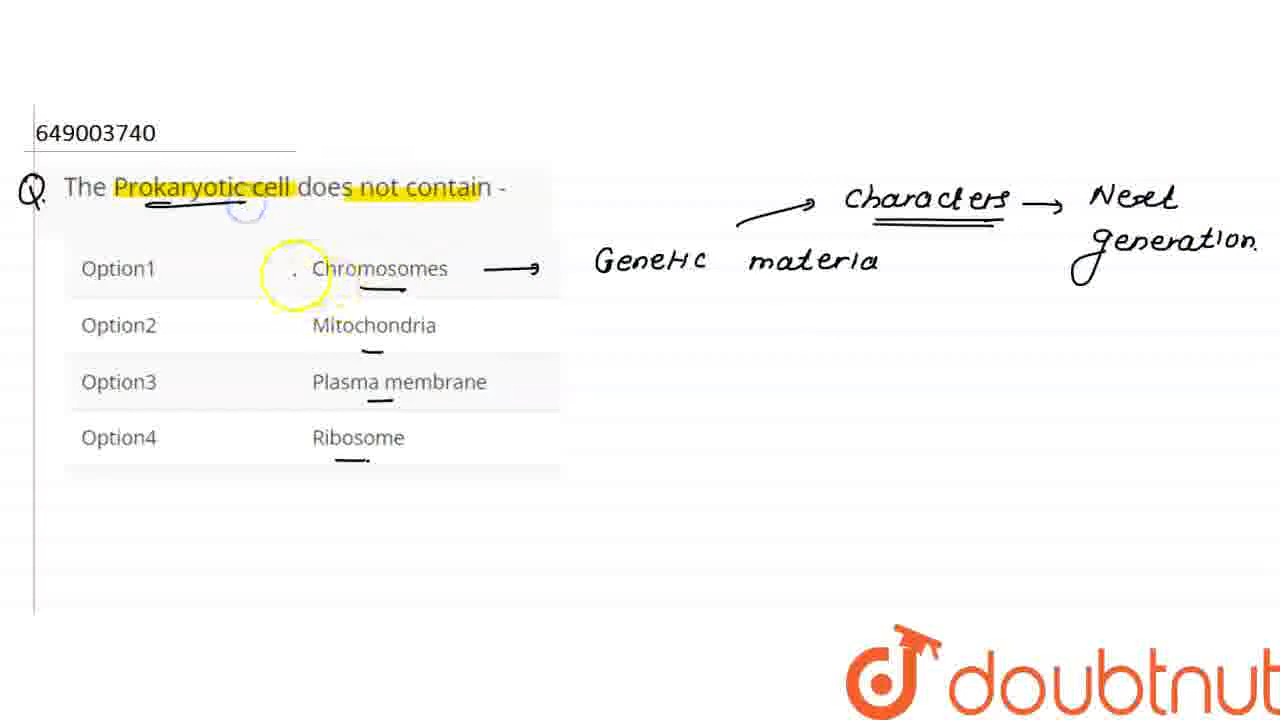 649003740
Q. The Prokaryotic cell does not contain -
Option1 Chromosomes → Genetic materia → characters → Next generation.
Option2 Mitochondria
Option3 Plasma membrane
Option4 Ribosome
doubtnut